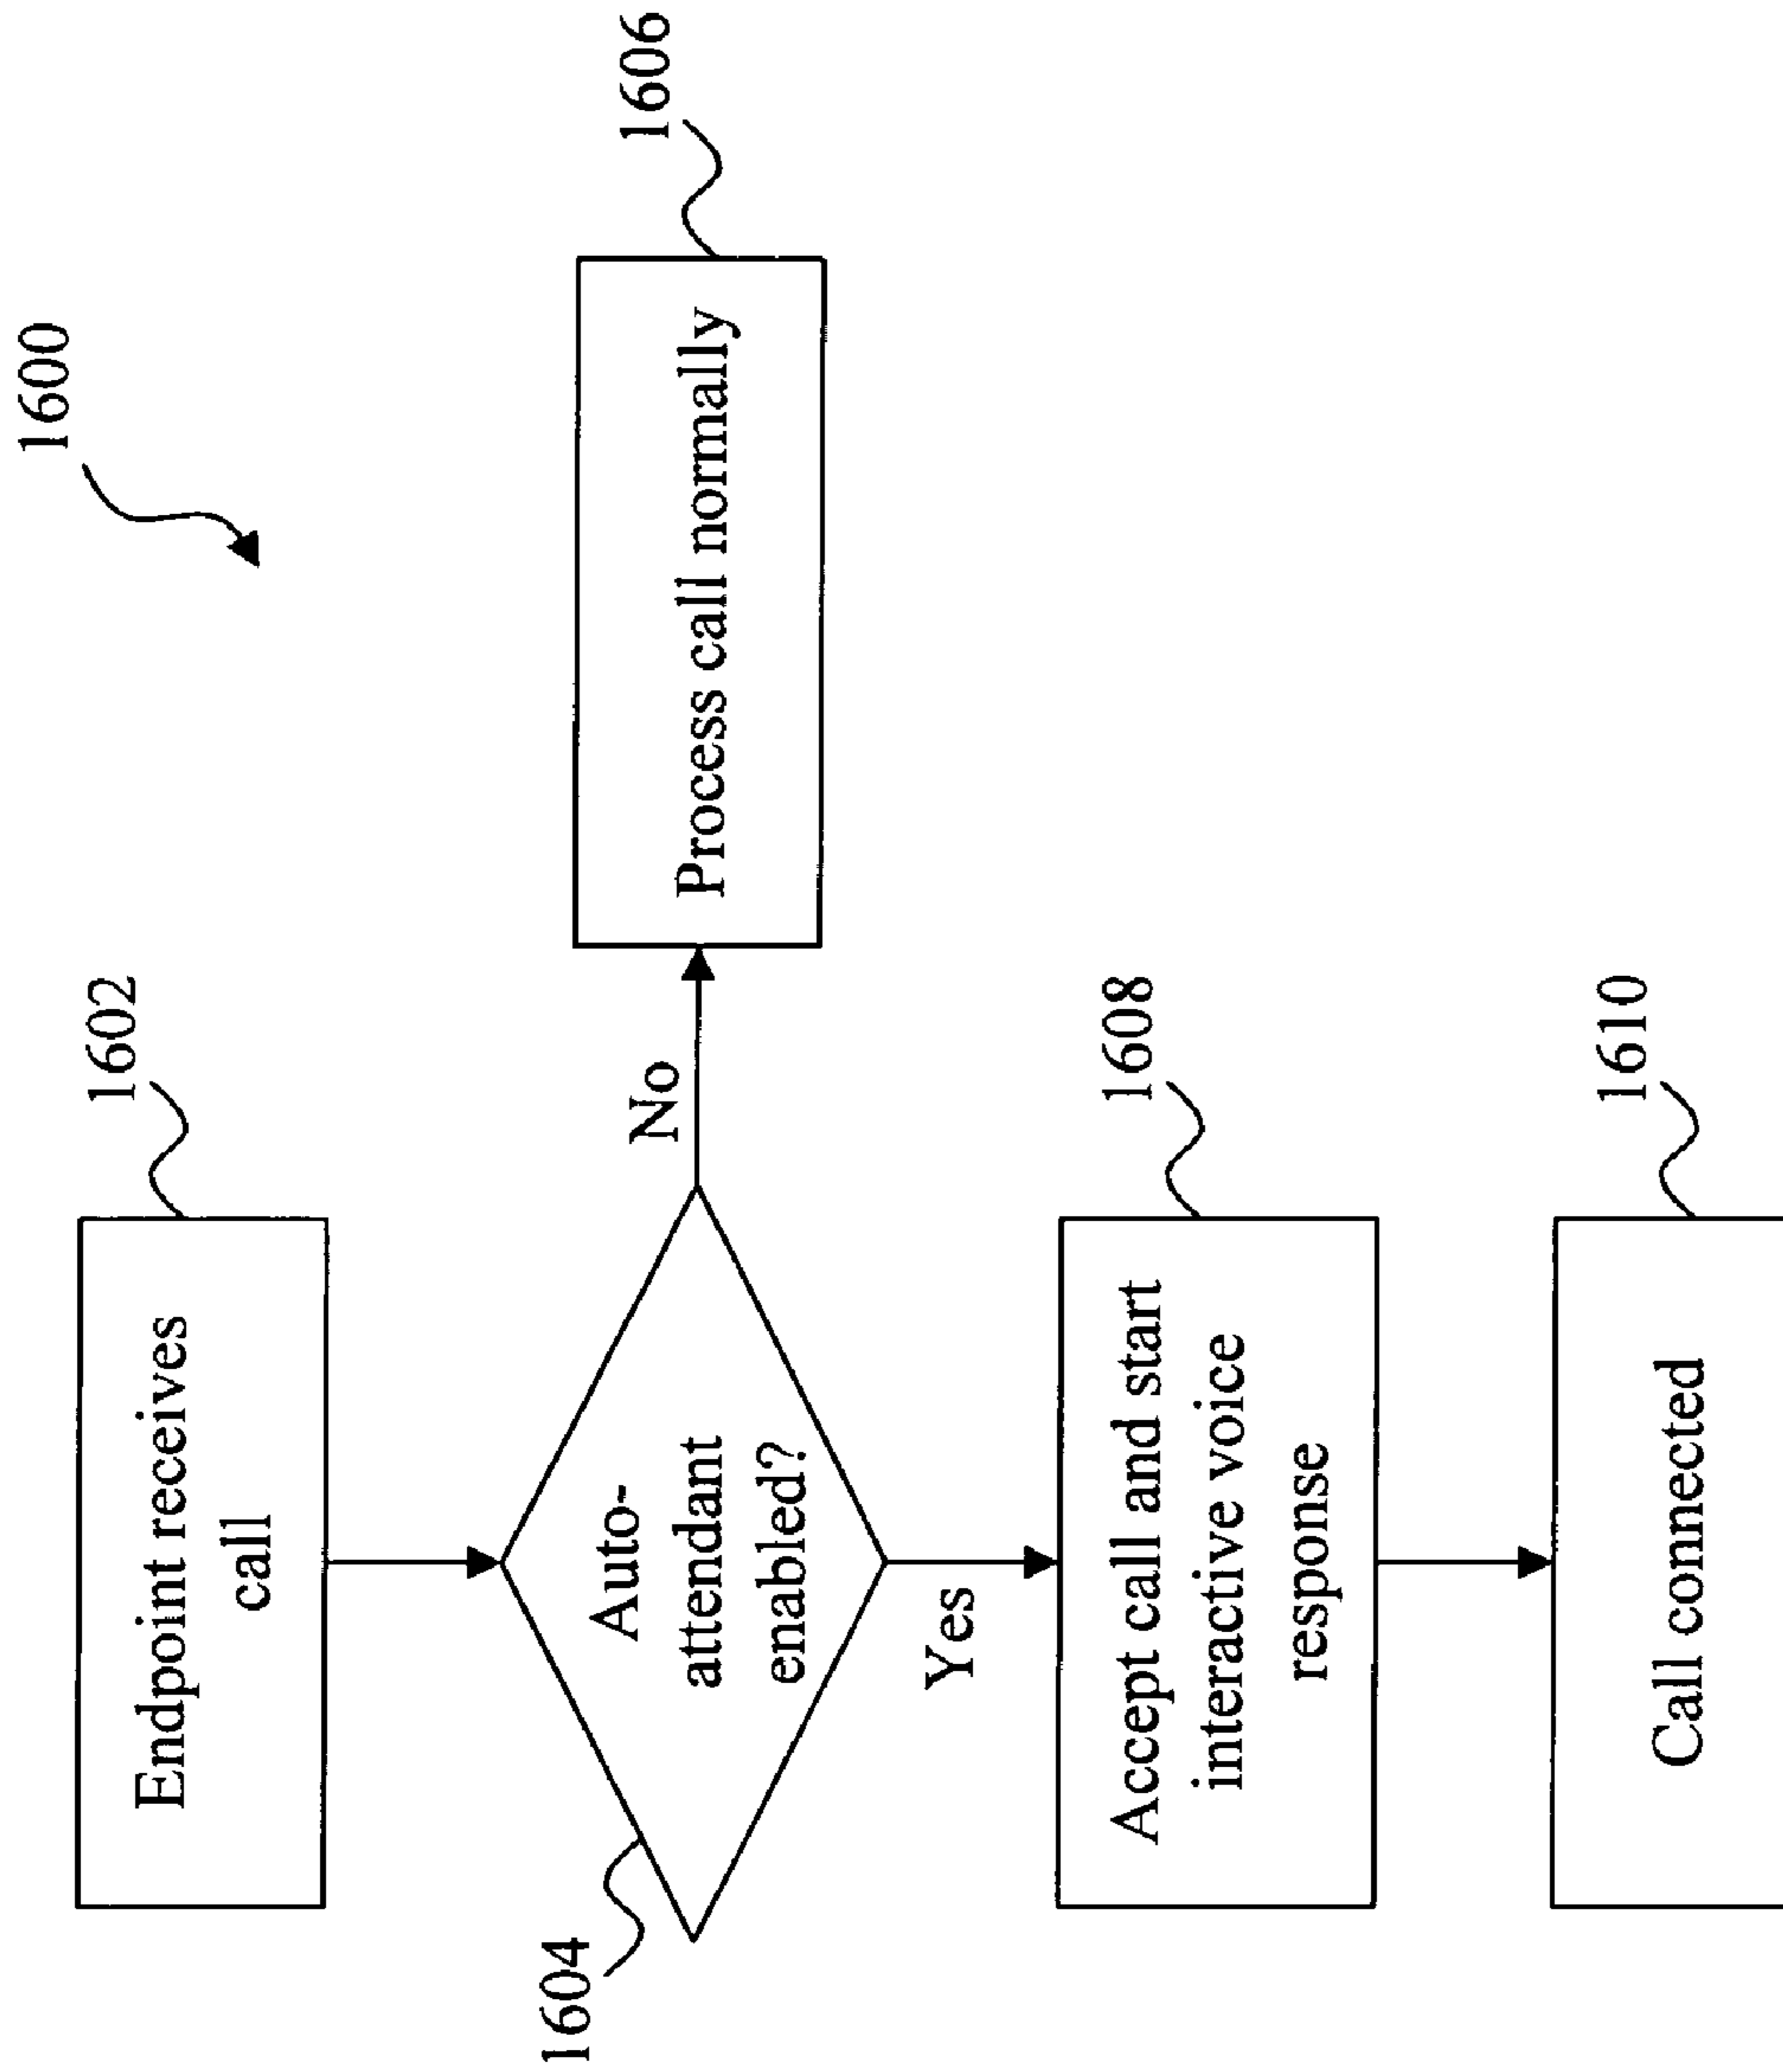 1600
1602
Endpoint receives
call
1604
Auto-
attendant
enabled?
No
1606
Process call normally
Yes
1608
Accept call and start
interactive voice
response
1610
Call connected